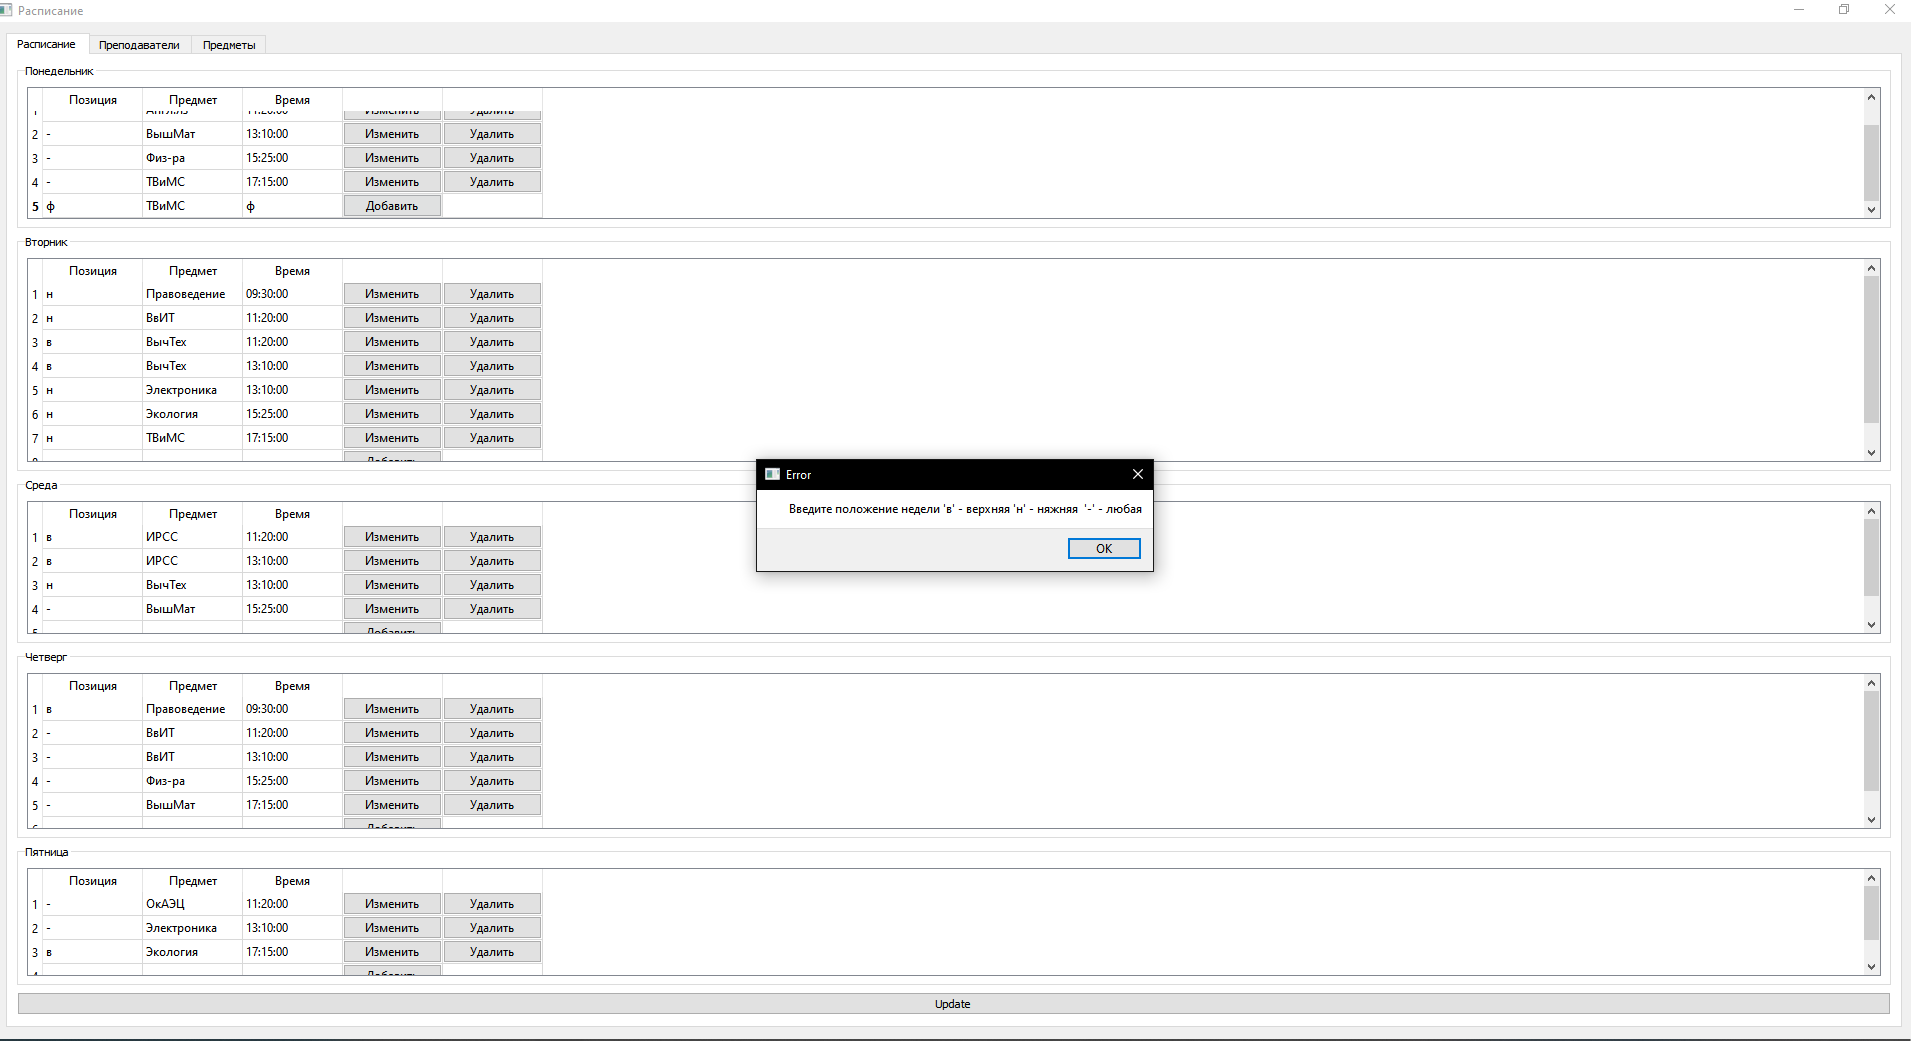 Расписание
Расписание Преподаватели Предметы
Понедельник
Позиция Предмет Время
2 - ВышМат 13:10:00 Изменить Удалить
3 - Физ-ра 15:25:00 Изменить Удалить
4 - ТВиМС 17:15:00 Изменить Удалить
5 ф ТВиМС ф Добавить
Вторник
Позиция Предмет Время
1 н Правоведение 09:30:00 Изменить Удалить
2 н ВвИТ 11:20:00 Изменить Удалить
3 в ВычТех 11:20:00 Изменить Удалить
4 в ВычТех 13:10:00 Изменить Удалить
5 н Электроника 13:10:00 Изменить Удалить
6 н Экология 15:25:00 Изменить Удалить
7 н ТВиМС 17:15:00 Изменить Удалить
Error
Введите положение недели 'в' - верхняя 'н' - няжняя '-' - любая
OK
Среда
Позиция Предмет Время
1 в ИРСС 11:20:00 Изменить Удалить
2 в ИРСС 13:10:00 Изменить Удалить
3 н ВычТех 13:10:00 Изменить Удалить
4 - ВышМат 15:25:00 Изменить Удалить
Четверг
Позиция Предмет Время
1 в Правоведение 09:30:00 Изменить Удалить
2 - ВвИТ 11:20:00 Изменить Удалить
3 - ВвИТ 13:10:00 Изменить Удалить
4 - Физ-ра 15:25:00 Изменить Удалить
5 - ВышМат 17:15:00 Изменить Удалить
Пятница
Позиция Предмет Время
1 - ОкАЭЦ 11:20:00 Изменить Удалить
2 - Электроника 13:10:00 Изменить Удалить
3 в Экология 17:15:00 Изменить Удалить
Update